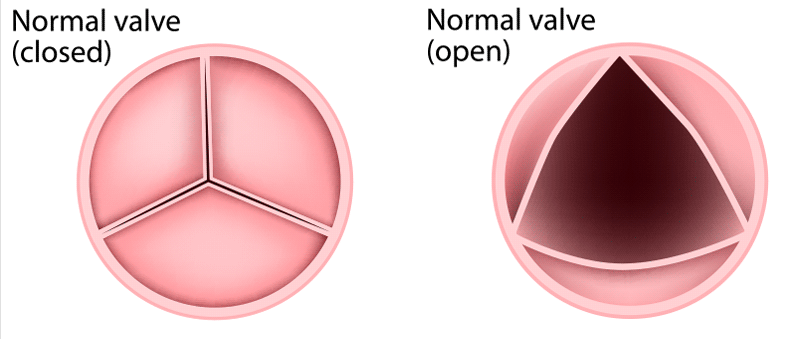 Normal valve
(closed)
Normal valve
(open)